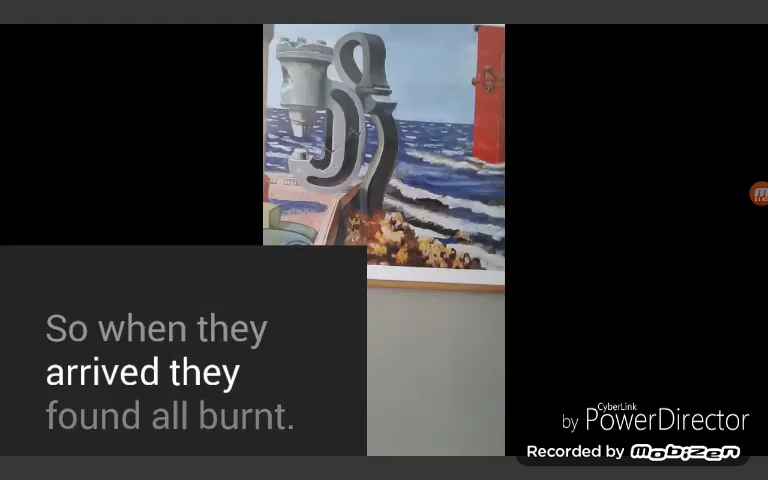 So when they
arrived they
found all burnt.
CyberLink
by PowerDirector
Recorded by mobizen